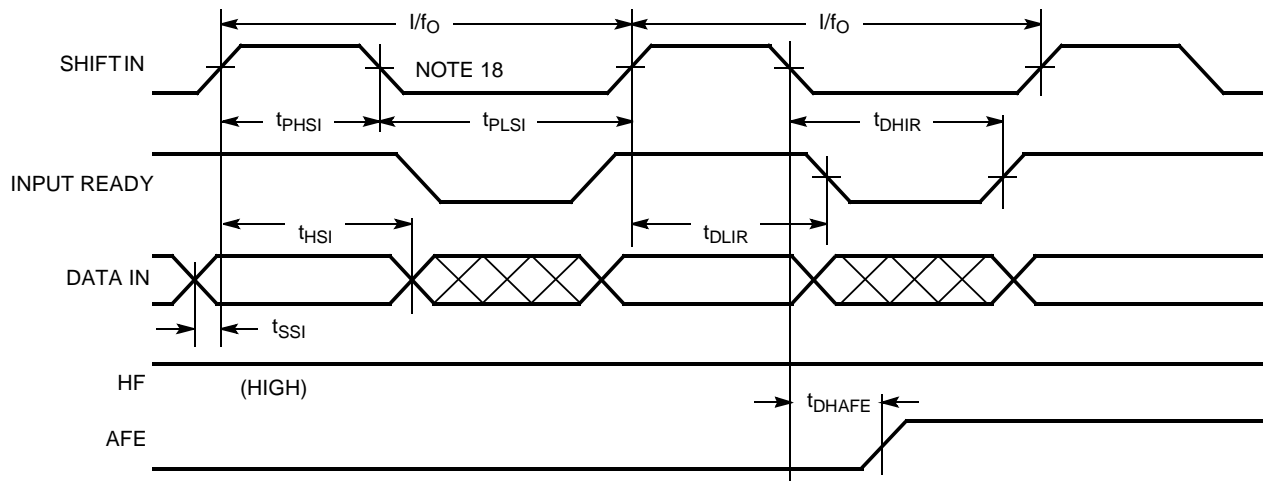 I/fO I/fO
SHIFT IN
NOTE 18
tPHSI tPLSI tDHIR
INPUT READY
tHSI tDLIR
DATA IN
tSSI
HF
(HIGH)
tDHAFE
AFE